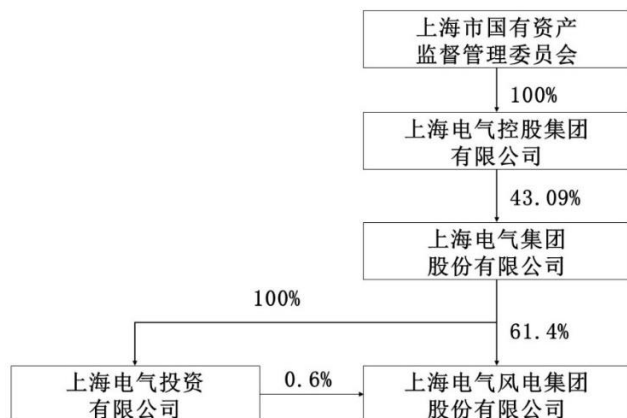 上海市国有资产
监督管理委员会
100%
上海电气控股集团
有限公司
43.09%
上海电气集团
股份有限公司
100%
61.4%
上海电气投资
有限公司
0.6%
上海电气风电集团
股份有限公司